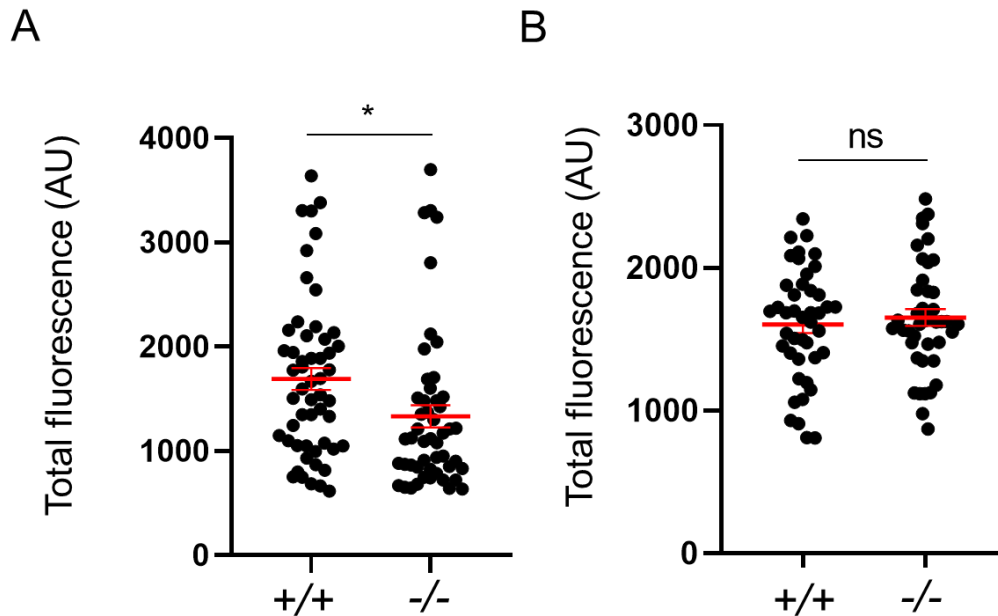 A
Total fluorescence (AU)
4000
3000
2000
1000
0
*
+/+
-/-
B
Total fluorescence (AU)
3000
2000
1000
0
ns
+/+
-/-